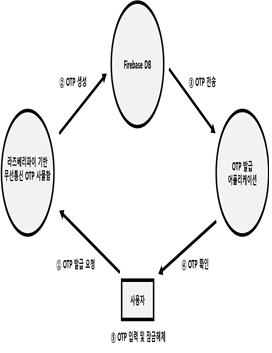 Firebase DB
② OTP 생성
③ OTP 전송
라즈베리파이 기반
무선통신 OTP 사물함
OTP 발급
어플리케이션
① OTP 발급 요청
④ OTP 확인
사용자
⑤ OTP 입력 및 잠금해제